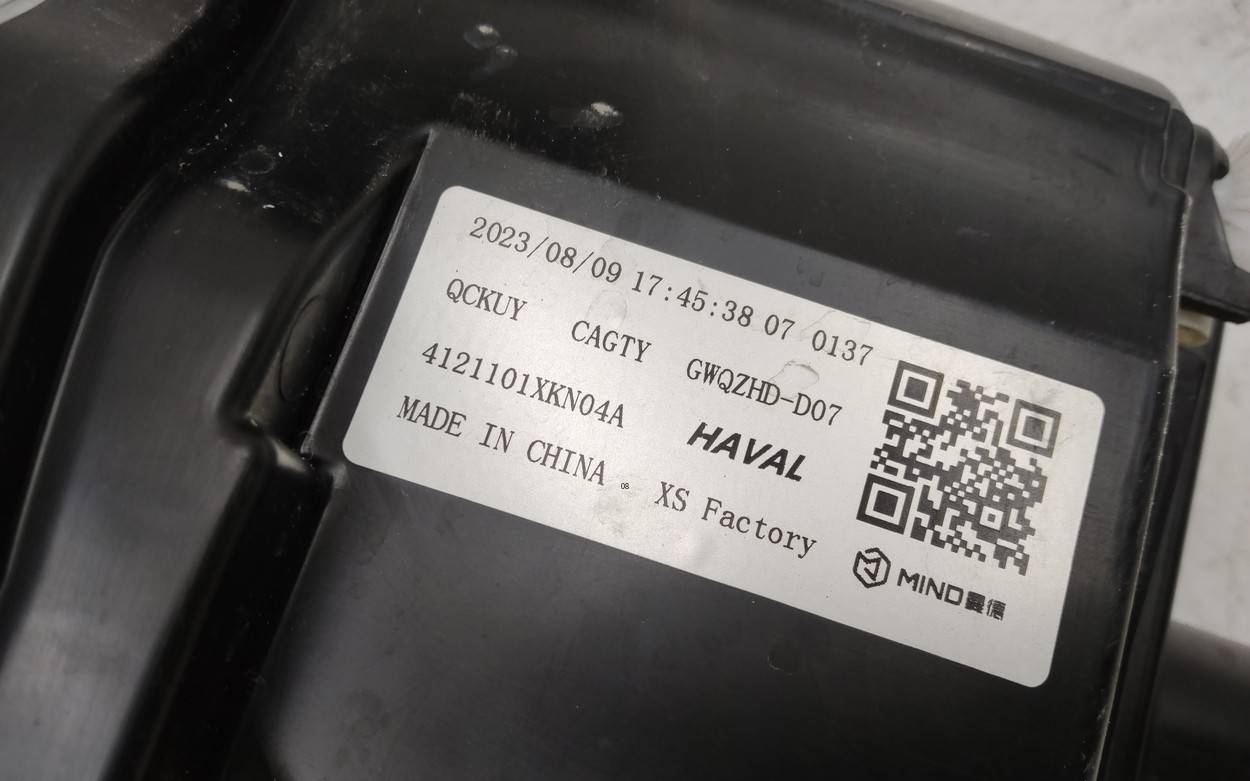 2023/08/09 17:45:38 07 0137
QCKUY CAGTY GWQZHD-D07
4121101XKN04A HAVAL
MADE IN CHINA 08 XS Factory
MIND曼德